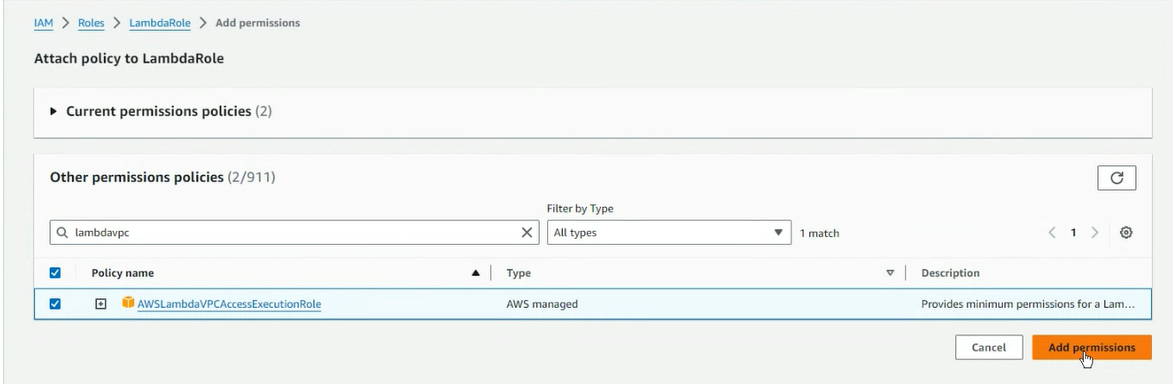 IAM > Roles > LambdaRole > Add permissions
Attach policy to LambdaRole
Current permissions policies (2)
Other permissions policies (2/911)
Filter by Type
lambdavpc All types 1 match 1
Policy name Type Description
AWSLambdaVPCAccessExecutionRole AWS managed Provides minimum permissions for a Lam...
Cancel Add permissions